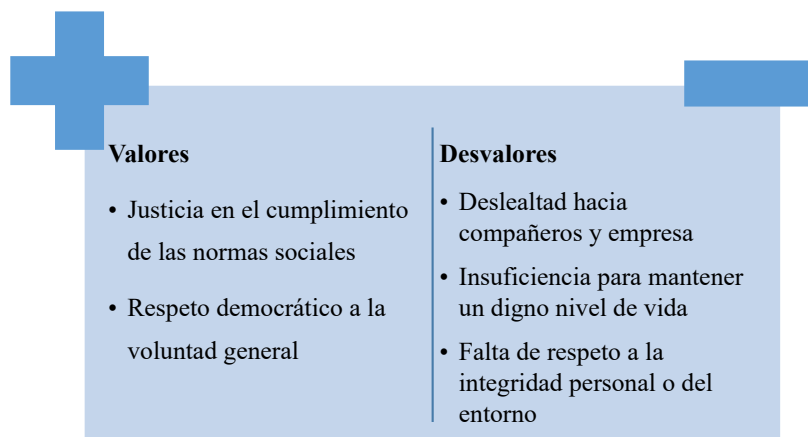 Valores
• Justicia en el cumplimiento
de las normas sociales
• Respeto democrático a la
voluntad general
Desvalores
• Deslealtad hacia
compañeros y empresa
• Insuficiencia para mantener
un digno nivel de vida
• Falta de respeto a la
integridad personal o del
entorno